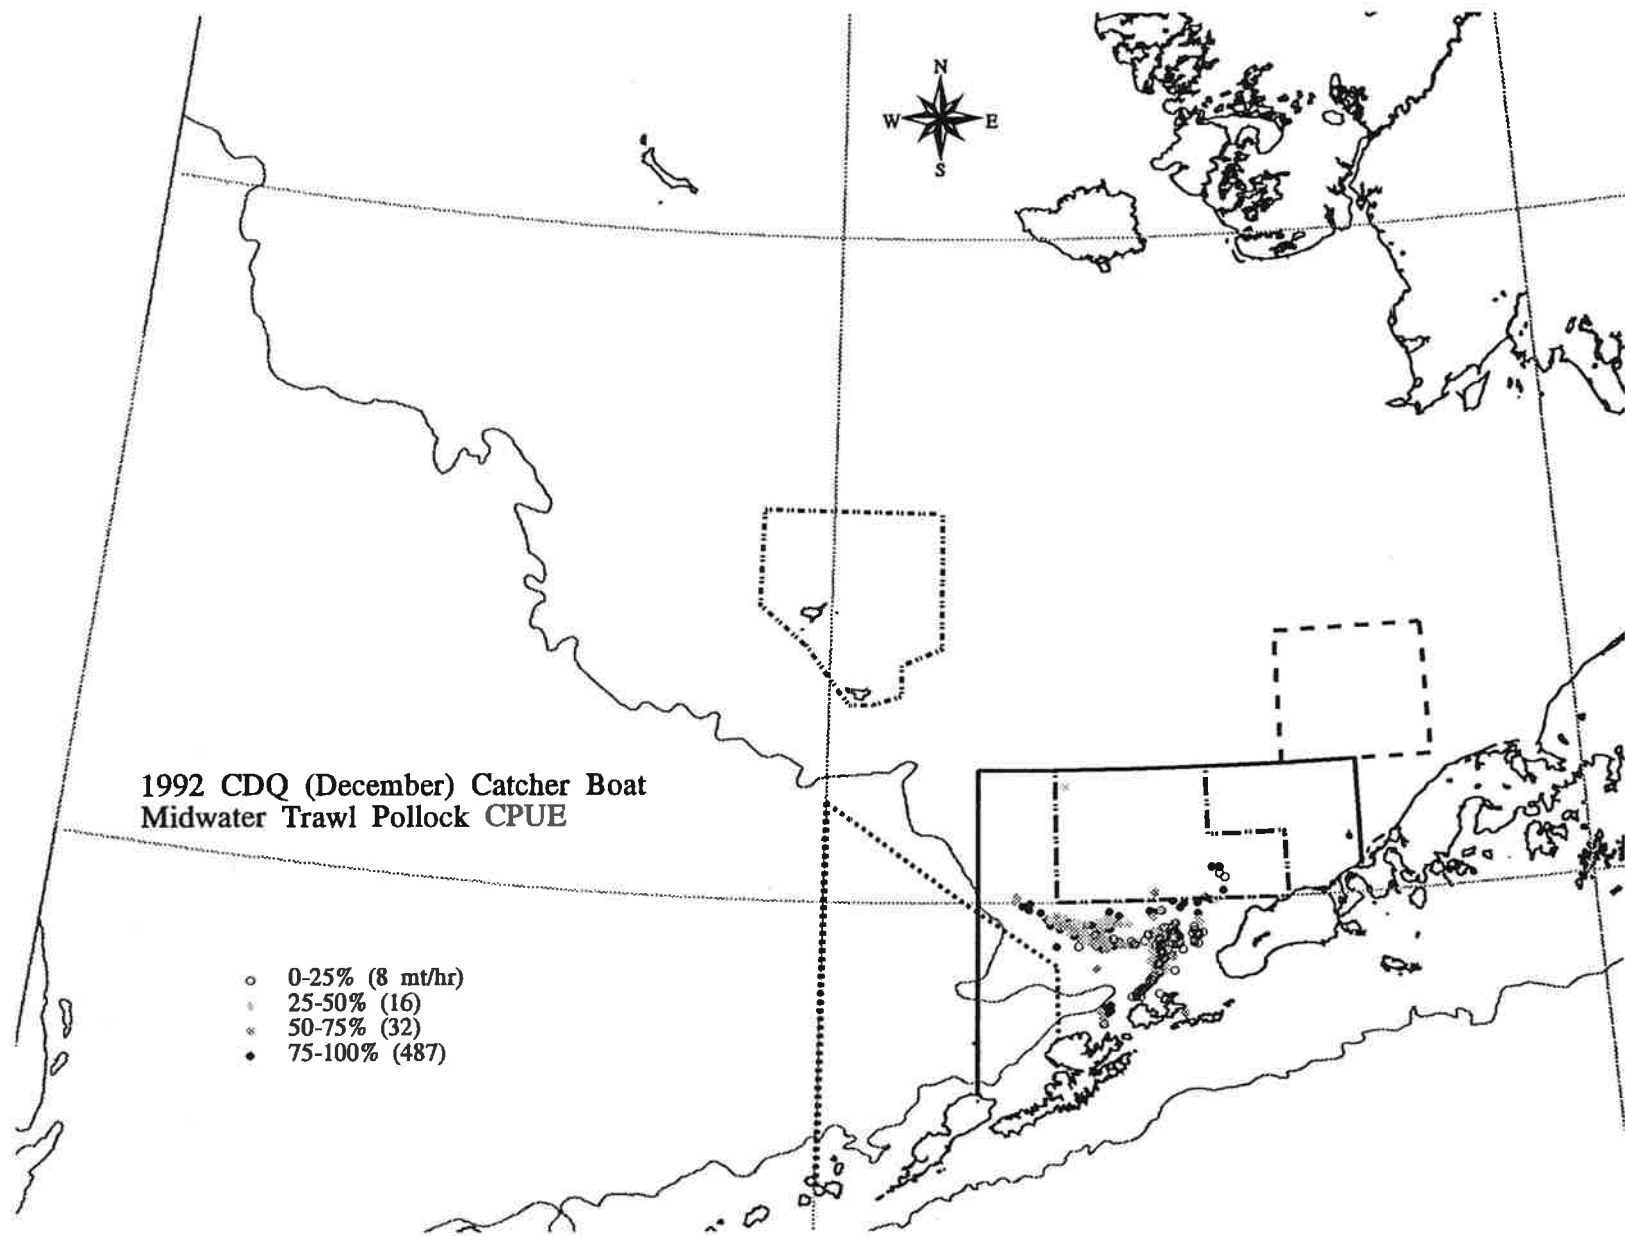 N
W E
S
1992 CDQ (December) Catcher Boat
Midwater Trawl Pollock CPUE
0-25% (8 mt/hr)
25-50% (16)
50-75% (32)
75-100% (487)